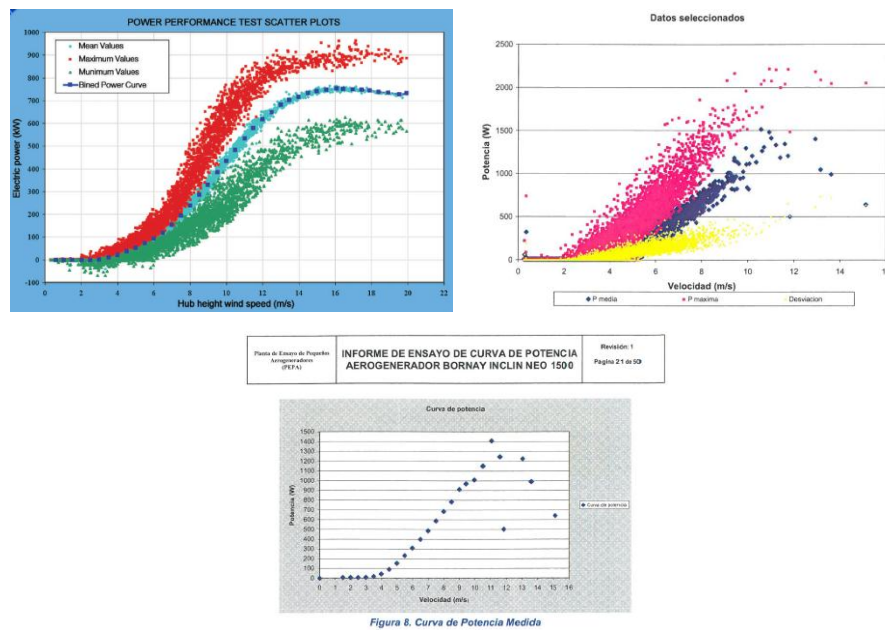 POWER PERFORMANCE TEST SCATTER PLOTS
Mean Values
Maximum Values
Munimum Values
Bined Power Curve
Electric power (kW)
1000
900
800
700
600
500
400
300
200
100
0
-100
0 2 4 6 8 10 12 14 16 18 20 22
Hub height wind speed (m/s)
Datos seleccionados
Potencia (W)
2500
2000
1500
1000
500
0
0 2 4 6 8 10 12 14 16
Velocidad (m/s)
P media P maxima Desviacion
Planta de Ensayo de Pequeños
Aerogeneradores
(PEPA)
INFORME DE ENSAYO DE CURVA DE POTENCIA
AEROGENERADOR BORNAY INCLIN NEO 1500
Revisión: 1
Pagina 21 de 50
Curva de potencia
Potencia (W)
1500
1400
1300
1200
1100
1000
900
800
700
600
500
400
300
200
100
0
0 1 2 3 4 5 6 7 8 9 10 11 12 13 14 15 16
Velocidad (m/s)
Curva de potencia
Figura 8. Curva de Potencia Medida